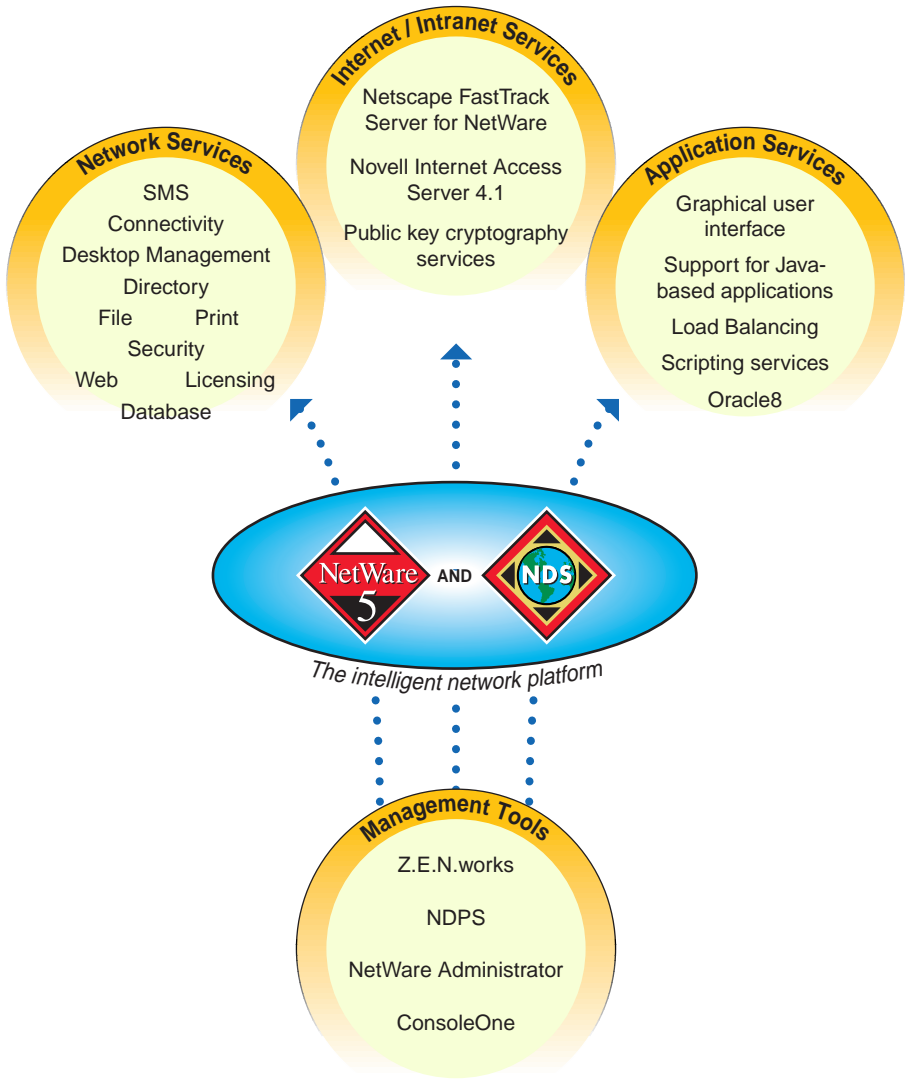 Internet / Intranet Services
Netscape FastTrack
Server for NetWare
Novell Internet Access
Server 4.1
Public key cryptography
services
Network Services
SMS
Connectivity
Desktop Management
Directory
File Print
Security
Web Licensing
Database
Application Services
Graphical user
interface
Support for Java-
based applications
Load Balancing
Scripting services
Oracle8
NetWare
5
AND
NDS
The intelligent network platform
Management Tools
Z.E.N.works
NDPS
NetWare Administrator
ConsoleOne